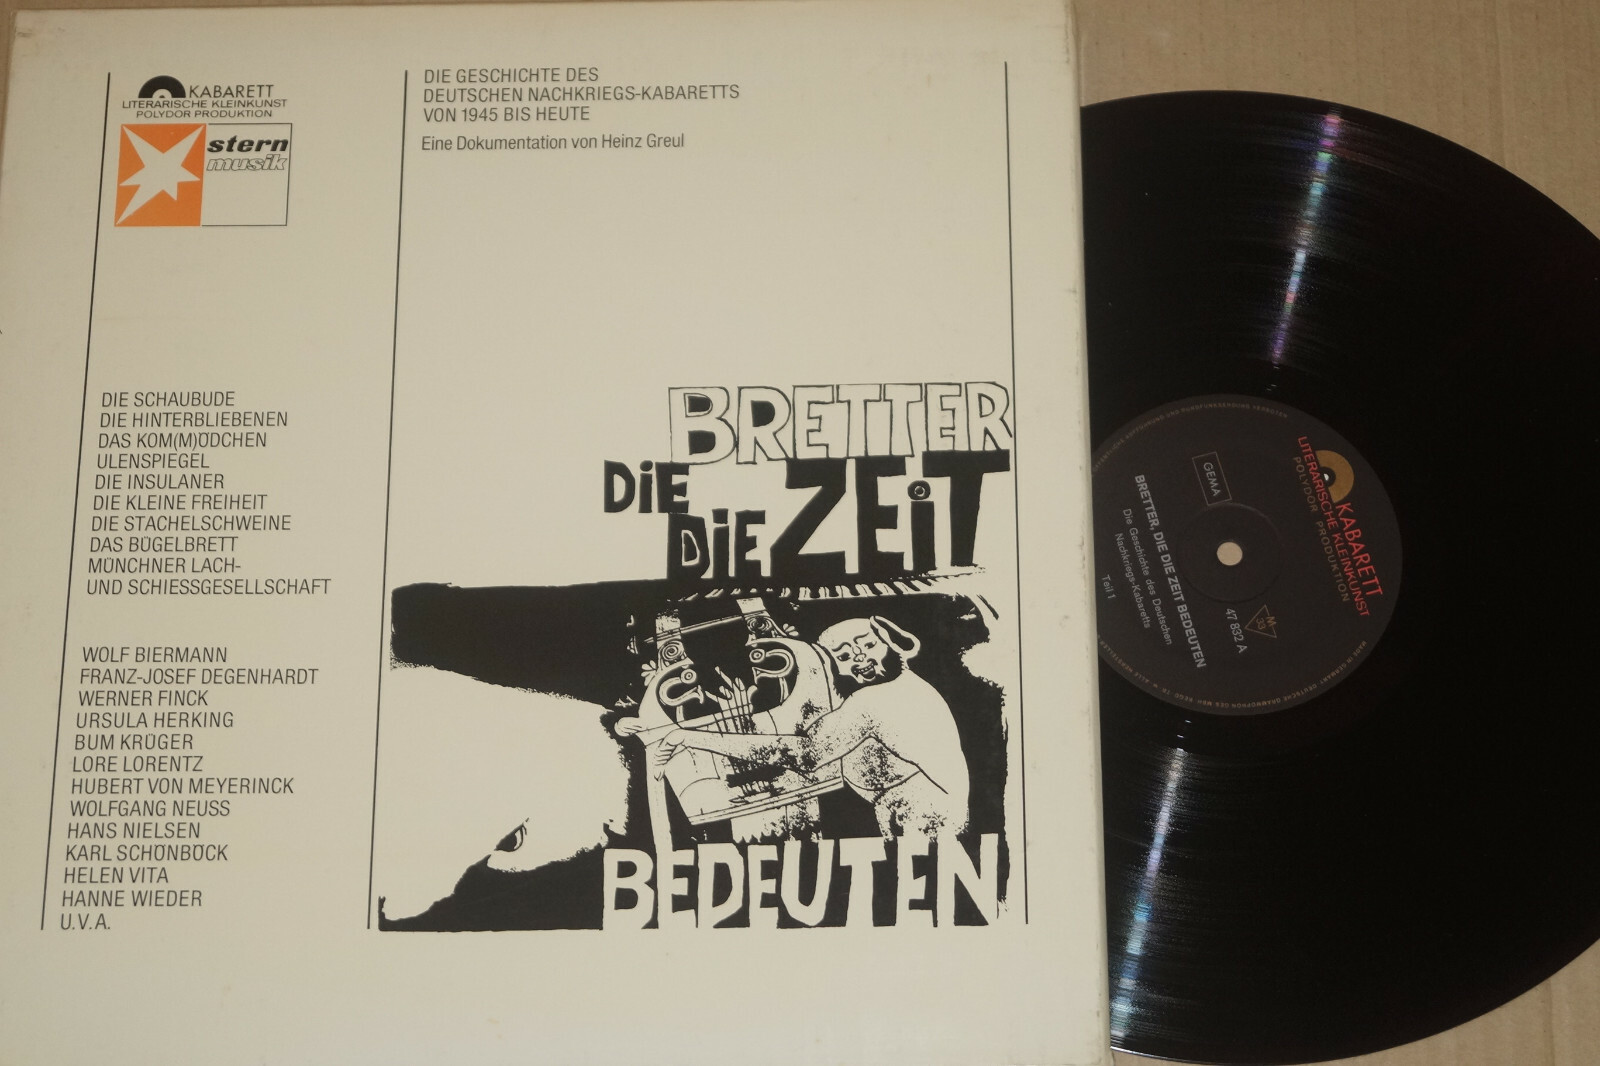 KABARETT
LITERARISCHE KLEINKUNST
POLYDOR PRODUKTION
stern
musik
DIE GESCHICHTE DES
DEUTSCHEN NACHKRIEGS-KABARETTS
VON 1945 BIS HEUTE
Eine Dokumentation von Heinz Greul
DIE SCHAUBUDE
DIE HINTERBLIEBENEN
DAS KOM(M)ÖDCHEN
ULENSPIEGEL
DIE INSULANER
DIE KLEINE FREIHEIT
DIE STACHELSCHWEINE
DAS BÜGELBRETT
MÜNCHNER LACH-
UND SCHIESSGESELLSCHAFT
WOLF BIERMANN
FRANZ-JOSEF DEGENHARDT
WERNER FINCK
URSULA HERKING
BUM KRÜGER
LORE LORENTZ
HUBERT VON MEYERINCK
WOLFGANG NEUSS
HANS NIELSEN
KARL SCHÖNBÖCK
HELEN VITA
HANNE WIEDER
U.V.A.
BRETTER
DiE
DiE ZEiT
BEDEUTEN
KABARETT
LITERARISCHE KLEINKUNST
POLYDOR PRODUKTION
GEMA
M
33
47 832 A
BRETTER, DIE DIE ZEIT BEDEUTEN
Die Geschichte des Deutschen
Nachkriegs-Kabaretts
Teil 1